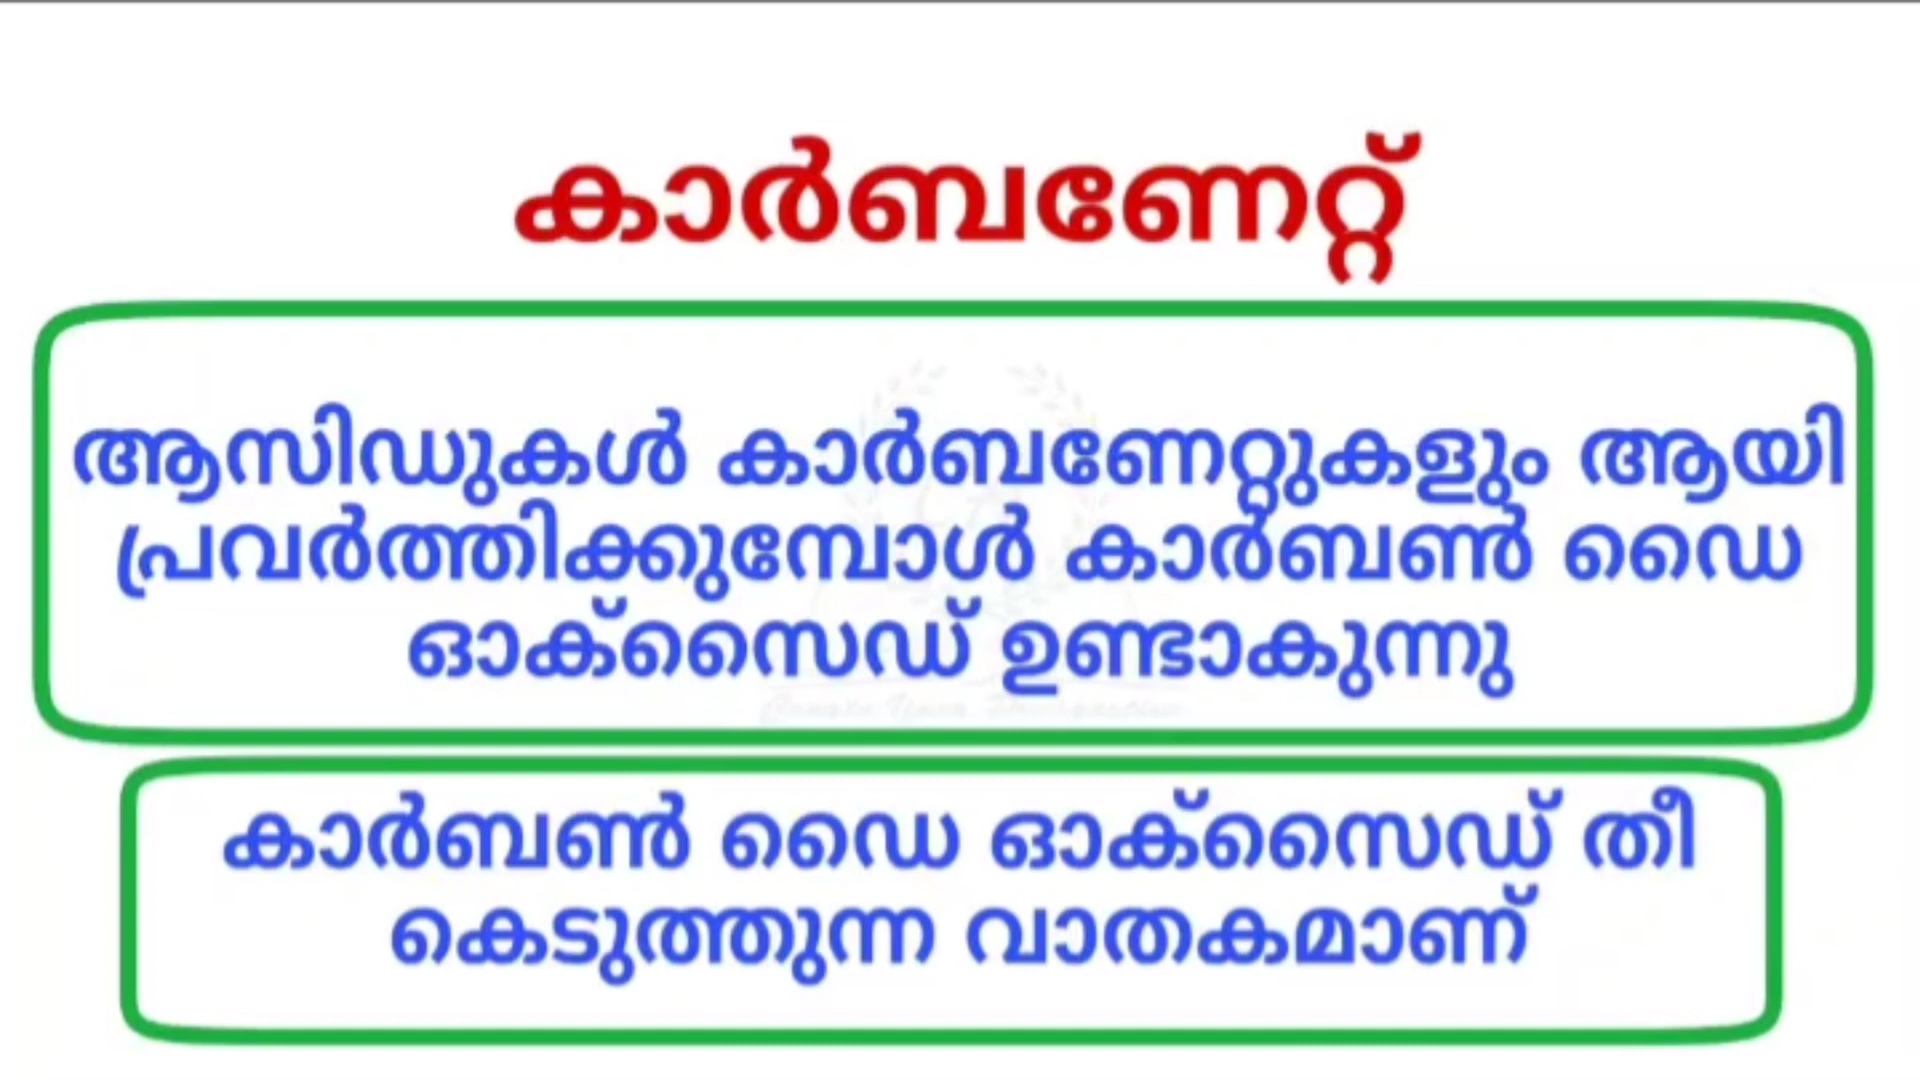 കാർബണേറ്റ്
ആസിഡുകൾ കാർബണേറ്റുകളും ആയി
പ്രവർത്തിക്കുമ്പോൾ കാർബൺ ഡൈ
ഓക്സൈഡ് ഉണ്ടാകുന്നു
കാർബൺ ഡൈ ഓക്സൈഡ് തീ
കെടുത്തുന്ന വാതകമാണ്